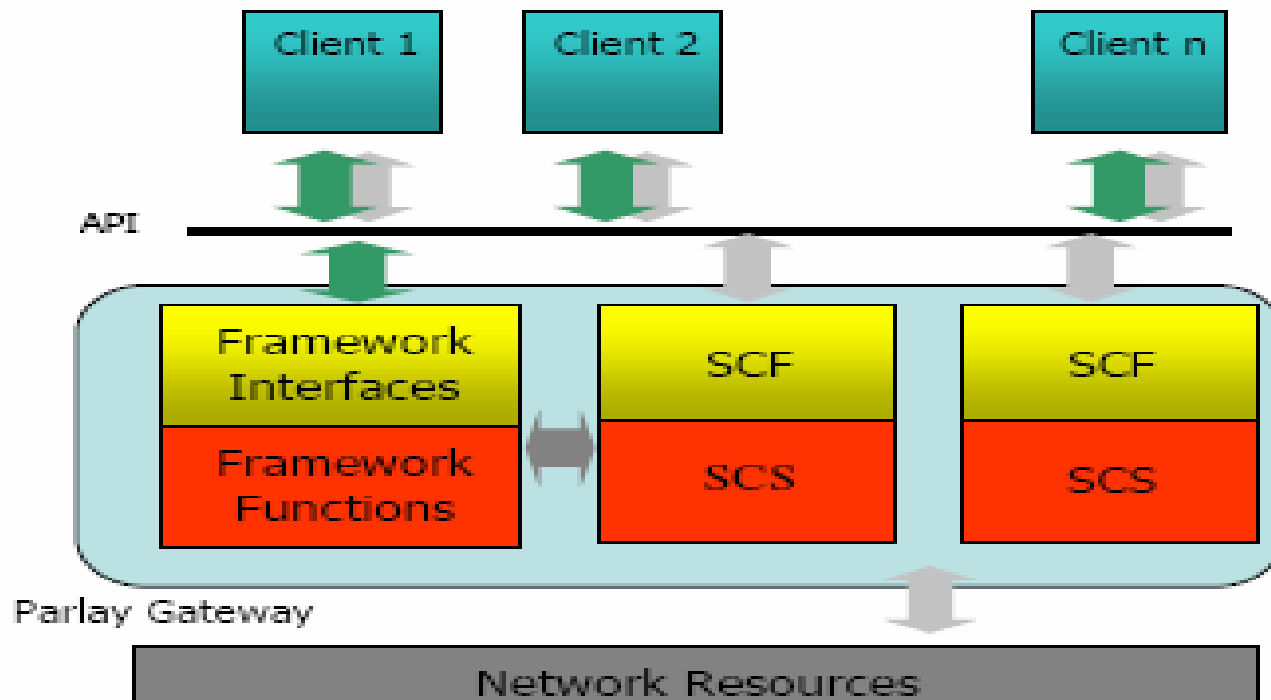 Client 1
Client 2
Client n
API
Framework
Interfaces
SCF
SCF
Framework
Functions
SCS
SCS
Parlay Gateway
Network Resources